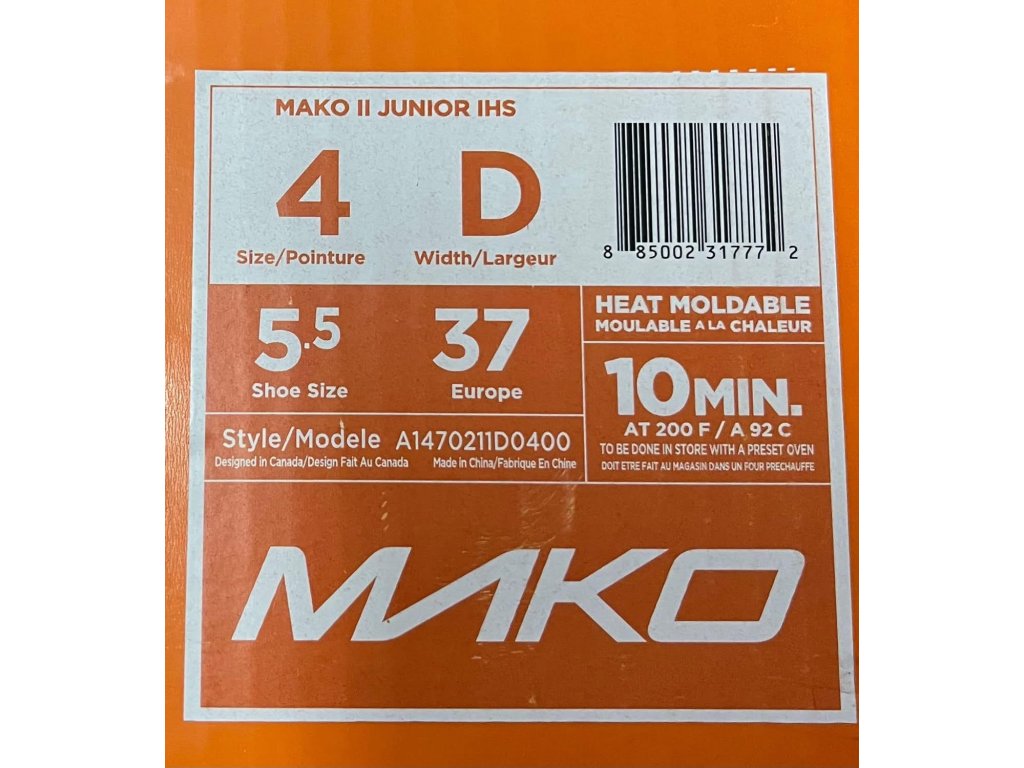 MAKO II JUNIOR IHS
4 D
Size/Pointure Width/Largeur
8 85002 31777 2
5.5 37
Shoe Size Europe
HEAT MOLDABLE
MOULABLE A LA CHALEUR
10 MIN.
AT 200 F / A 92 C
TO BE DONE IN STORE WITH A PRESET OVEN
DOIT ETRE FAIT AU MAGASIN DANS UN FOUR PRECHAUFFE
Style/Modele A1470211D0400
Designed in Canada/Design Fait Au Canada Made in China/Fabrique En Chine
MAKO